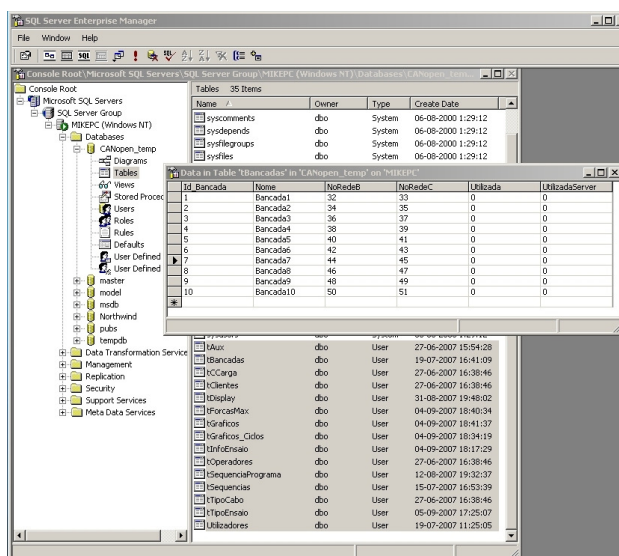 SQL Server Enterprise Manager
File Window Help
Console Root\Microsoft SQL Servers\SQL Server Group\MIKEPC (Windows NT)\Databases\CANopen_tem...
Console Root
Microsoft SQL Servers
SQL Server Group
MIKEPC (Windows NT)
Databases
CANopen_temp
Diagrams
Tables
Views
Stored Proced
Users
Roles
Rules
Defaults
User Defined
User Defined
master
model
msdb
Northwind
pubs
tempdb
Data Transformation Service
Management
Replication
Security
Support Services
Meta Data Services
Tables 35 Items
Name Owner Type Create Date
syscomments dbo System 06-08-2000 1:29:12
sysdepends dbo System 06-08-2000 1:29:12
sysfilegroups dbo System 06-08-2000 1:29:12
sysfiles dbo System 06-08-2000 1:29:12
Data in Table 'tBancadas' in 'CANopen_temp' on 'MIKEPC'
Id_Bancada Nome NoRedeB NoRedeC Utilizada UtilizadaServer
1 Bancada1 32 33 0 0
2 Bancada2 34 35 0 0
3 Bancada3 36 37 0 0
4 Bancada4 38 39 0 0
5 Bancada5 40 41 0 0
6 Bancada6 42 43 0 0
7 Bancada7 44 45 0 0
8 Bancada8 46 47 0 0
9 Bancada9 48 49 0 0
10 Bancada10 50 51 0 0
tAux dbo User 27-06-2007 15:54:28
tBancadas dbo User 19-07-2007 16:41:09
tCCarga dbo User 27-06-2007 16:38:46
tClientes dbo User 27-06-2007 16:38:46
tDisplay dbo User 31-08-2007 19:48:02
tForcasMax dbo User 04-09-2007 18:40:34
tGraficos dbo User 04-09-2007 18:41:37
tGraficos_Ciclos dbo User 04-09-2007 18:34:19
tInfoEnsaio dbo User 04-09-2007 18:17:29
tOperadores dbo User 27-06-2007 16:38:46
tSequenciaPrograma dbo User 12-08-2007 19:32:37
tSequencias dbo User 15-07-2007 16:53:39
tTipoCabo dbo User 27-06-2007 16:38:46
tTipoEnsaio dbo User 05-09-2007 17:25:07
Utilizadores dbo User 19-07-2007 11:25:05